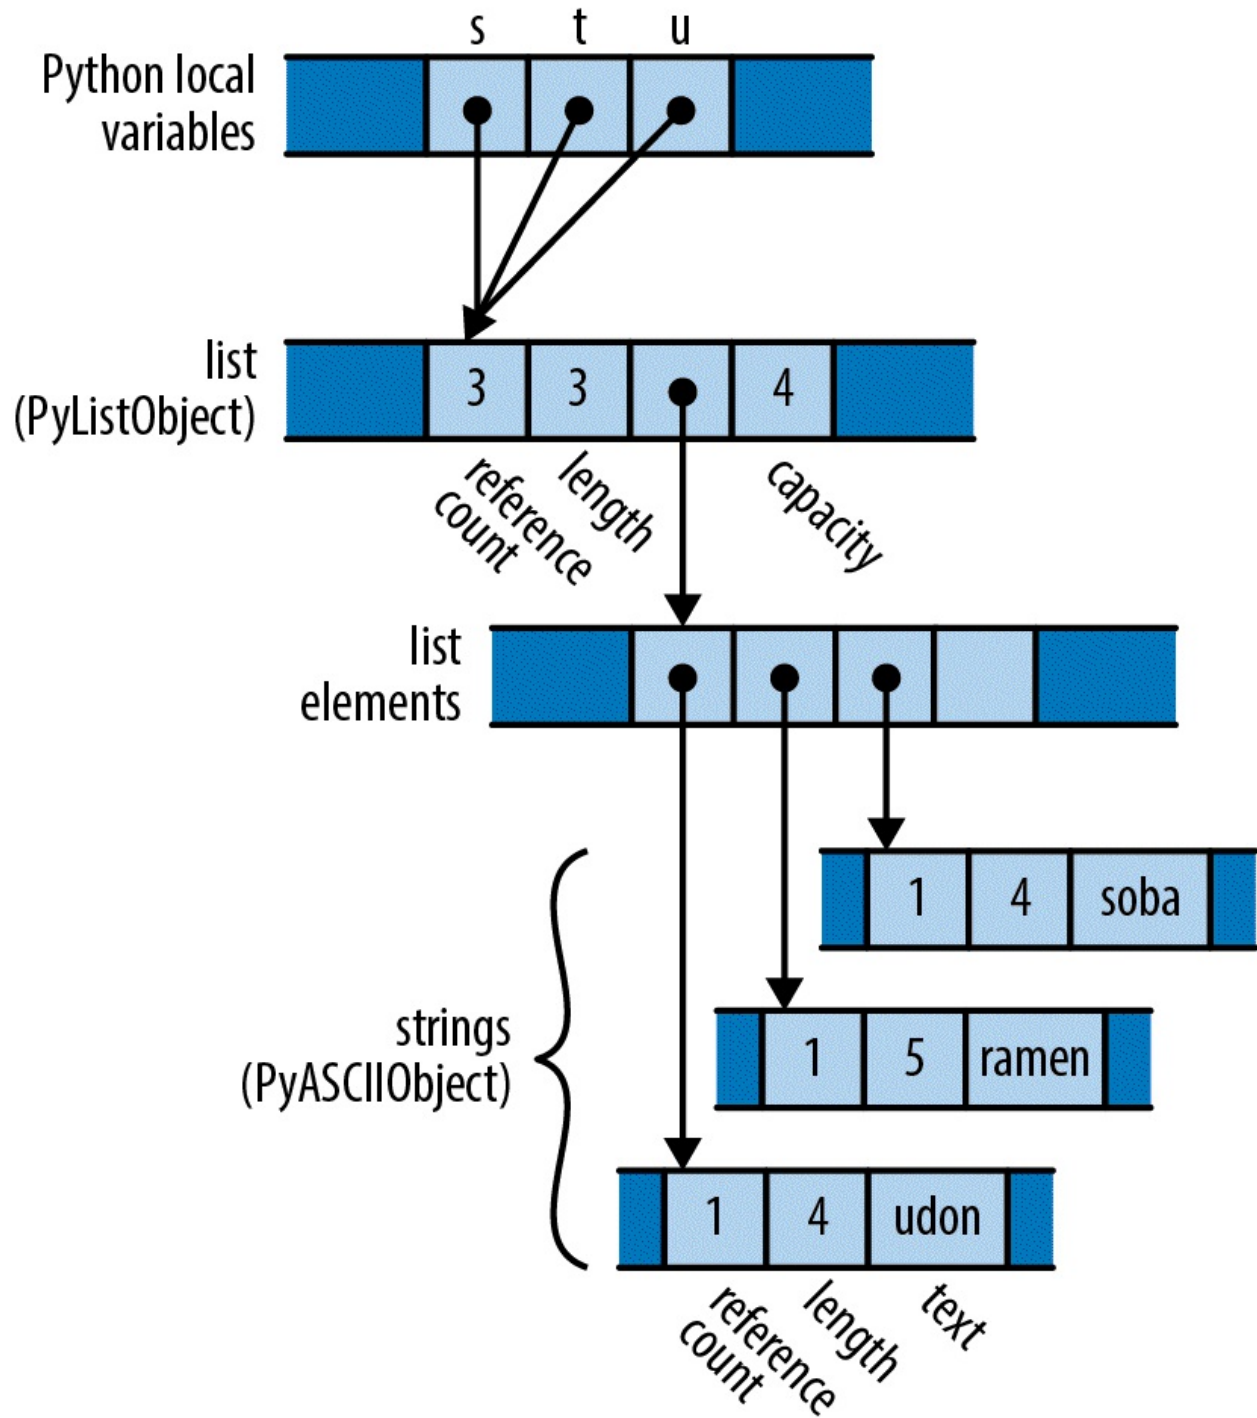 s t u
Python local
variables
list
(PyListObject)
3 3 4
reference
count
length
capacity
list
elements
1 4 soba
strings
(PyASCIIObject)
1 5 ramen
1 4 udon
reference
count
length
text